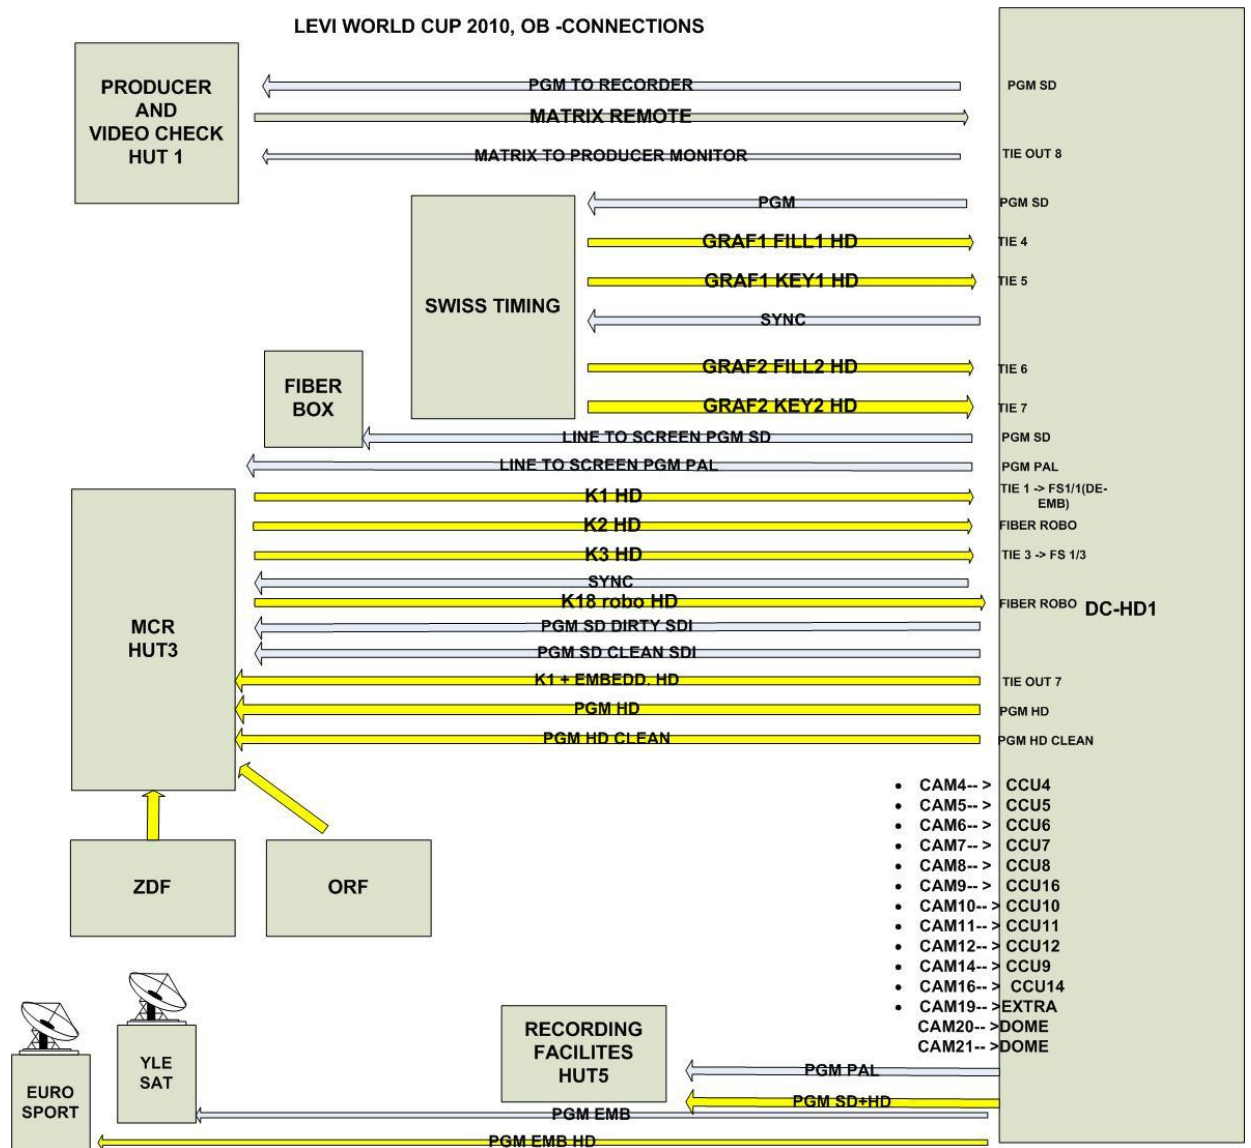 LEVI WORLD CUP 2010, OB -CONNECTIONS
PRODUCER
AND
VIDEO CHECK
HUT 1
PGM TO RECORDER
PGM SD
MATRIX REMOTE
MATRIX TO PRODUCER MONITOR
TIE OUT 8
SWISS TIMING
PGM
PGM SD
GRAF1 FILL1 HD
TIE 4
GRAF1 KEY1 HD
TIE 5
SYNC
GRAF2 FILL2 HD
TIE 6
GRAF2 KEY2 HD
TIE 7
FIBER
BOX
LINE TO SCREEN PGM SD
PGM SD
LINE TO SCREEN PGM PAL
PGM PAL
MCR
HUT3
K1 HD
TIE 1 -> FS1/1(DE-
EMB)
K2 HD
FIBER ROBO
K3 HD
TIE 3 -> FS 1/3
SYNC
K18 robo HD
FIBER ROBO
DC-HD1
PGM SD DIRTY SDI
PGM SD CLEAN SDI
K1 + EMBEDD. HD
TIE OUT 7
PGM HD
PGM HD
PGM HD CLEAN
PGM HD CLEAN
ZDF
ORF
• CAM4-- > CCU4
• CAM5-- > CCU5
• CAM6-- > CCU6
• CAM7-- > CCU7
• CAM8-- > CCU8
• CAM9-- > CCU16
• CAM10-- > CCU10
• CAM11-- > CCU11
• CAM12-- > CCU12
• CAM14-- > CCU9
• CAM16-- > CCU14
• CAM19-- >EXTRA
CAM20-- >DOME
CAM21-- >DOME
RECORDING
FACILITES
HUT5
PGM PAL
PGM SD+HD
YLE
SAT
PGM EMB
EURO
SPORT
PGM EMB HD